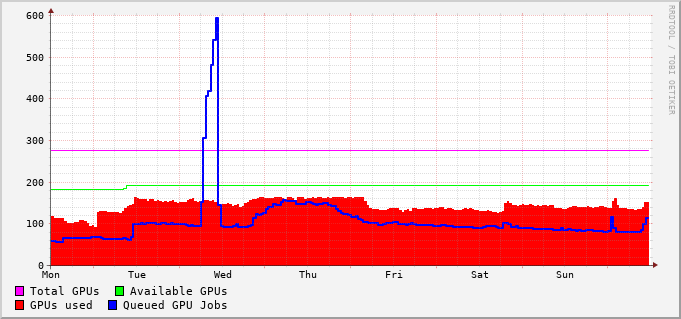 600
500
400
300
200
100
0
Mon Tue Wed Thu Fri Sat Sun
Total GPUs Available GPUs
GPUs used Queued GPU Jobs
RRDTOOL / TOBI OETIKER